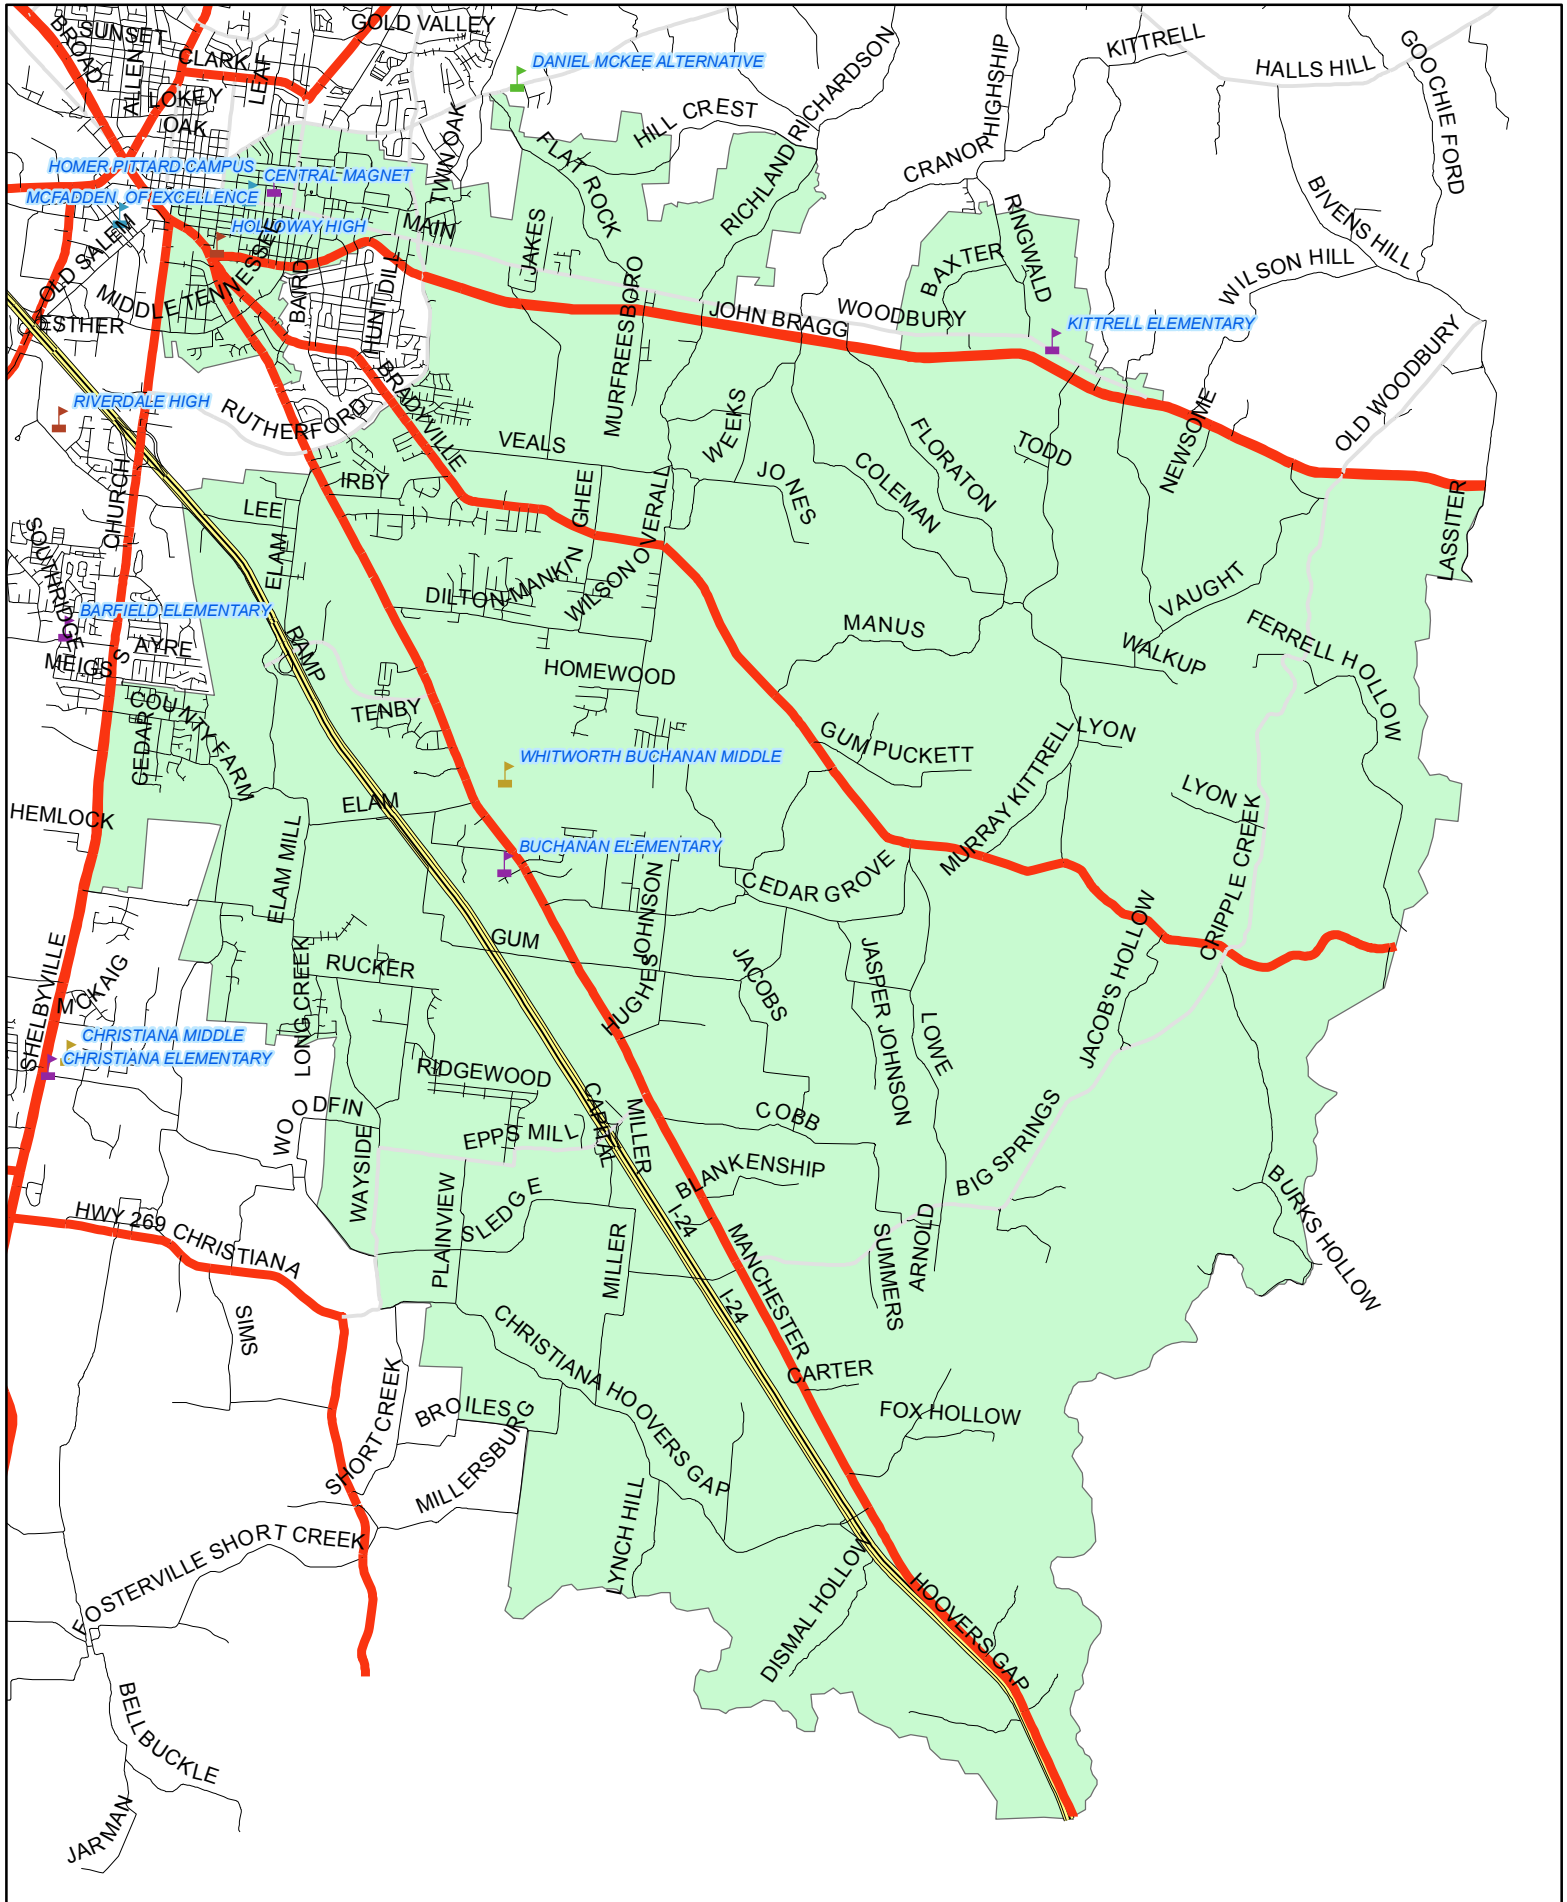 GOLD VALLEY
SUNSET
BROAD
KITTRELL
GOOCHIE FORD
CLARK
DANIEL MCKEE ALTERNATIVE
HALLS HILL
HIGHSHIP
RICHARDSON
ALLEN
LEAF
LOKEY
HILL CREST
OAK
TWIN OAK
FLAT ROCK
CRANOR
RICHLAND
HOMER PITTARD CAMPUS
CENTRAL MAGNET
BIVENS HILL
MCFADDEN OF EXCELLENCE
HOLLOWAY HIGH
MAIN
RINGWALD
JAKES
OLD SALEM
BAXTER
WILSON HILL
MIDDLE TENNESSEE
BAIRD
HUNT DILL
MURFREESBORO
JOHN BRAGG
WOODBURY
KITTRELL ELEMENTARY
ESTHER
OLD WOODBURY
RIVERDALE HIGH
RUTHERFORD
BRADYVILLE
VEALS
WEEKS
FLORATON
NEWSOME
TODD
COLEMAN
JONES
IRBY
GHEE
LEE
CHURCH
WILSON OVERALL
LASSITER
SOUTHRIDGE
ELAM
DILTON-MANKIN
VAUGHT
BARFIELD ELEMENTARY
MANUS
FERRELL HOLLOW
AYRE
RAMP
WALKUP
MEIGS
S
HOMEWOOD
COUNTY FARM
TENBY
CEDAR
GUM PUCKETT
LYON
WHITWORTH BUCHANAN MIDDLE
MURRAY KITTRELL
LYON
HEMLOCK
ELAM
BUCHANAN ELEMENTARY
CEDAR GROVE
CRIPPLE CREEK
ELAM MILL
JOHNSON
GUM
JACOB'S HOLLOW
RUCKER
JACOBS
JASPER JOHNSON
MCKAIG
LONG CREEK
HUGHES
SHELBYVILLE
CHRISTIANA MIDDLE
CHRISTIANA ELEMENTARY
LOWE
RIDGEWOOD
WOODFIN
CAPITAL
MILLER
COBB
EPPS MILL
WAYSIDE
BLANKENSHIP
BIG SPRINGS
BURKS HOLLOW
HWY 269 CHRISTIANA
PLAINVIEW
SLEDGE
I-24
MILLER
MANCHESTER
SUMMERS
ARNOLD
SIMS
I-24
CHRISTIANA HOOVERS GAP
CARTER
SHORT CREEK
BROILES
FOX HOLLOW
MILLERSBURG
LYNCH HILL
FOSTERVILLE SHORT CREEK
DISMAL HOLLOW
HOOVERS GAP
BELL BUCKLE
JARMAN